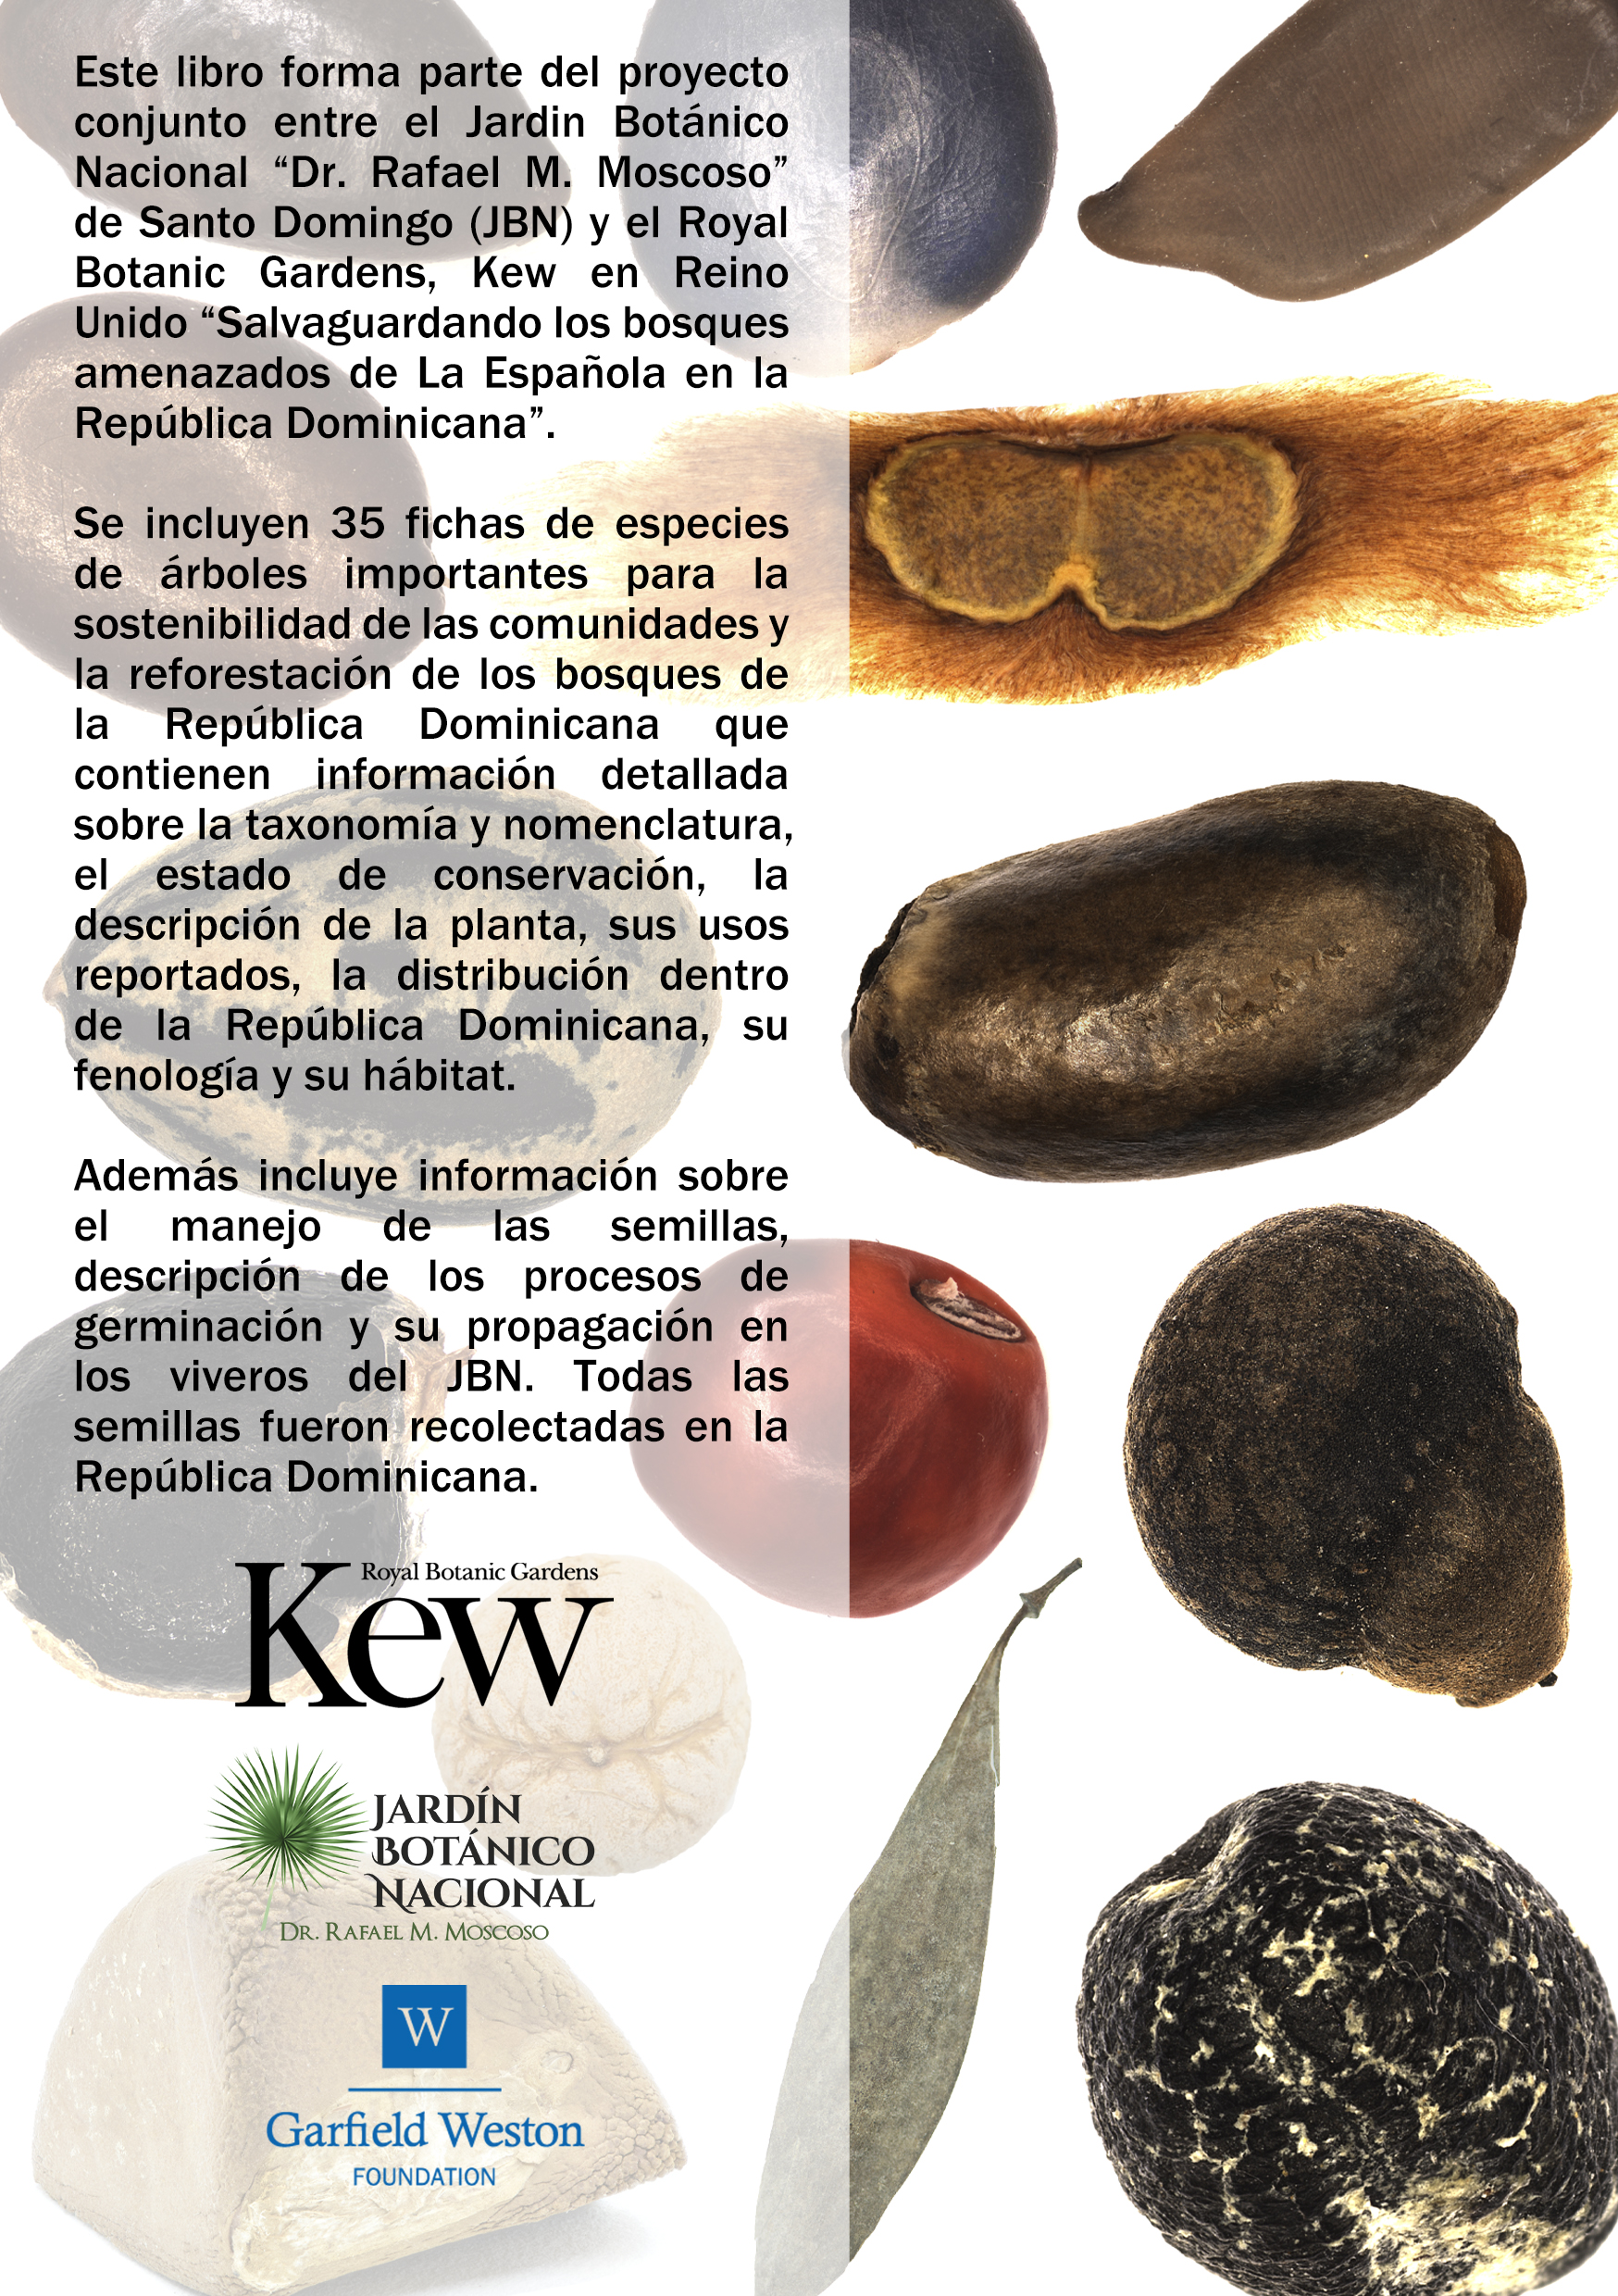 Este libro forma parte del proyecto
conjunto entre el Jardin Botánico
Nacional “Dr. Rafael M. Moscoso”
de Santo Domingo (JBN) y el Royal
Botanic Gardens, Kew en Reino
Unido “Salvaguardando los bosques
amenazados de La Española en la
República Dominicana”.
Se incluyen 35 fichas de especies
de árboles importantes para la
sostenibilidad de las comunidades y
la reforestación de los bosques de
la República Dominicana que
contienen información detallada
sobre la taxonomía y nomenclatura,
el estado de conservación, la
descripción de la planta, sus usos
reportados, la distribución dentro
de la República Dominicana, su
fenología y su hábitat.
Además incluye información sobre
el manejo de las semillas,
descripción de los procesos de
germinación y su propagación en
los viveros del JBN. Todas las
semillas fueron recolectadas en la
República Dominicana.
Royal Botanic Gardens
Kew
JARDÍN
BOTÁNICO
NACIONAL
DR. RAFAEL M. MOSCOSO
W
Garfield Weston
FOUNDATION